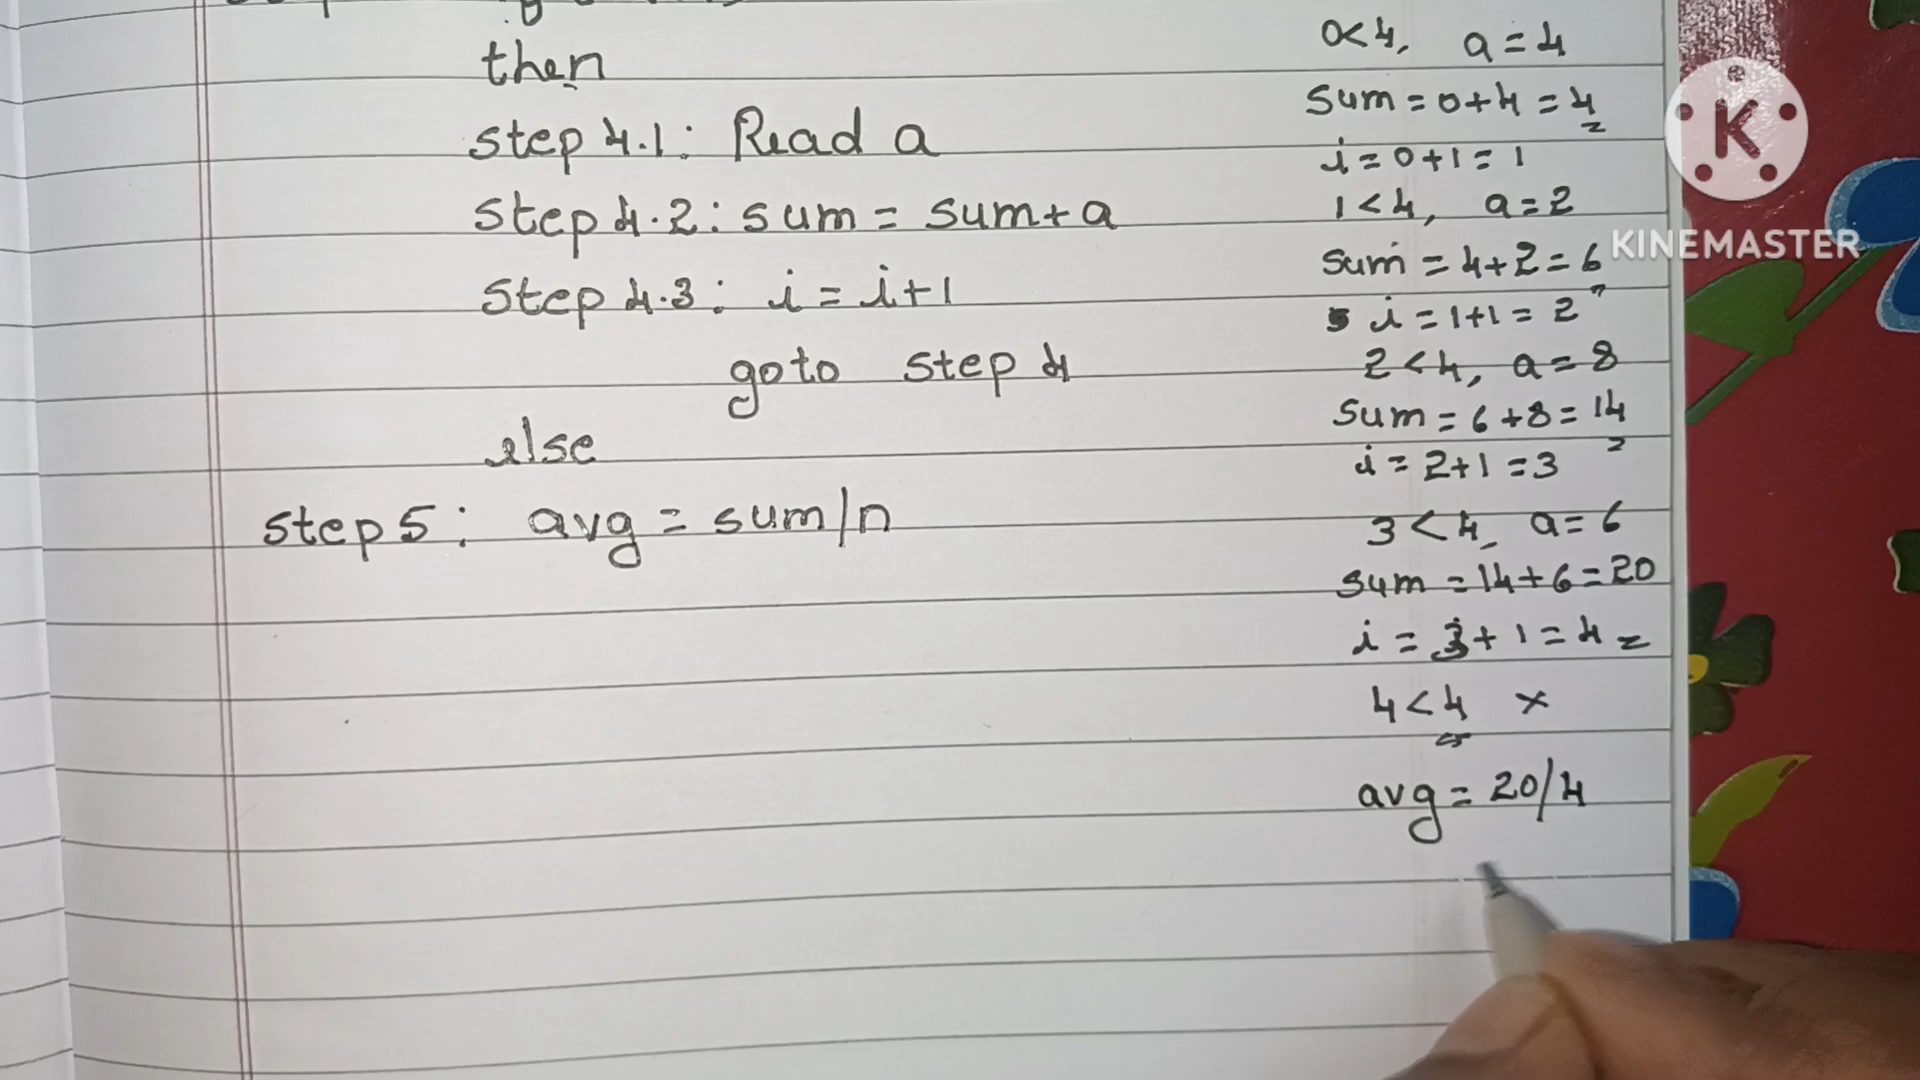 then
step 4.1: Read a
step 4.2: sum = sum+a
step 4.3: i = i+1
goto step 4
else
step 5: avg = sum/n
0<4, a=4
sum = 0+4 = 4
i = 0+1 = 1
1<4, a=2
sum = 4+2 = 6
i = 1+1 = 2
2<4, a=8
sum = 6+8 = 14
i = 2+1 = 3
3<4, a=6
sum = 14+6 = 20
i = 3+1 = 4
4<4 ×
avg = 20/4
K
KINEMASTER